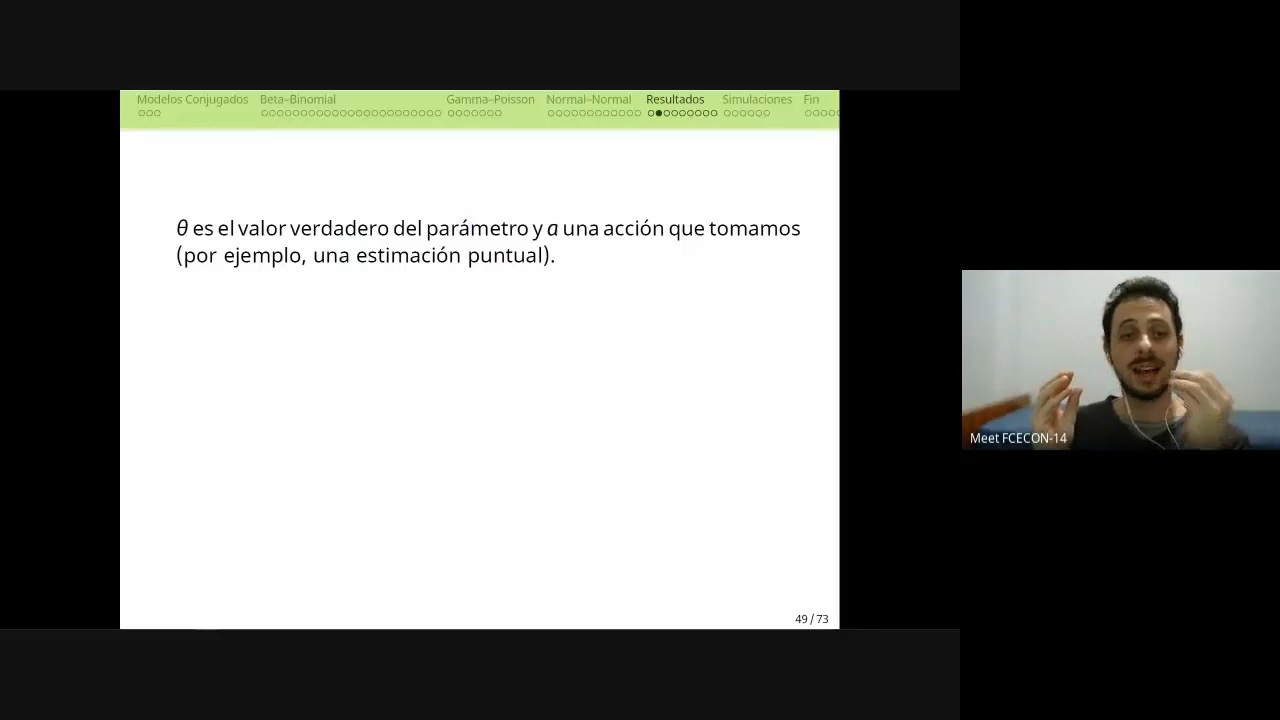 Modelos Conjugados Beta–Binomial Gamma–Poisson Normal–Normal Resultados Simulaciones Fin
θ es el valor verdadero del parámetro y a una acción que tomamos
(por ejemplo, una estimación puntual).
Meet FCECON-14
49 / 73